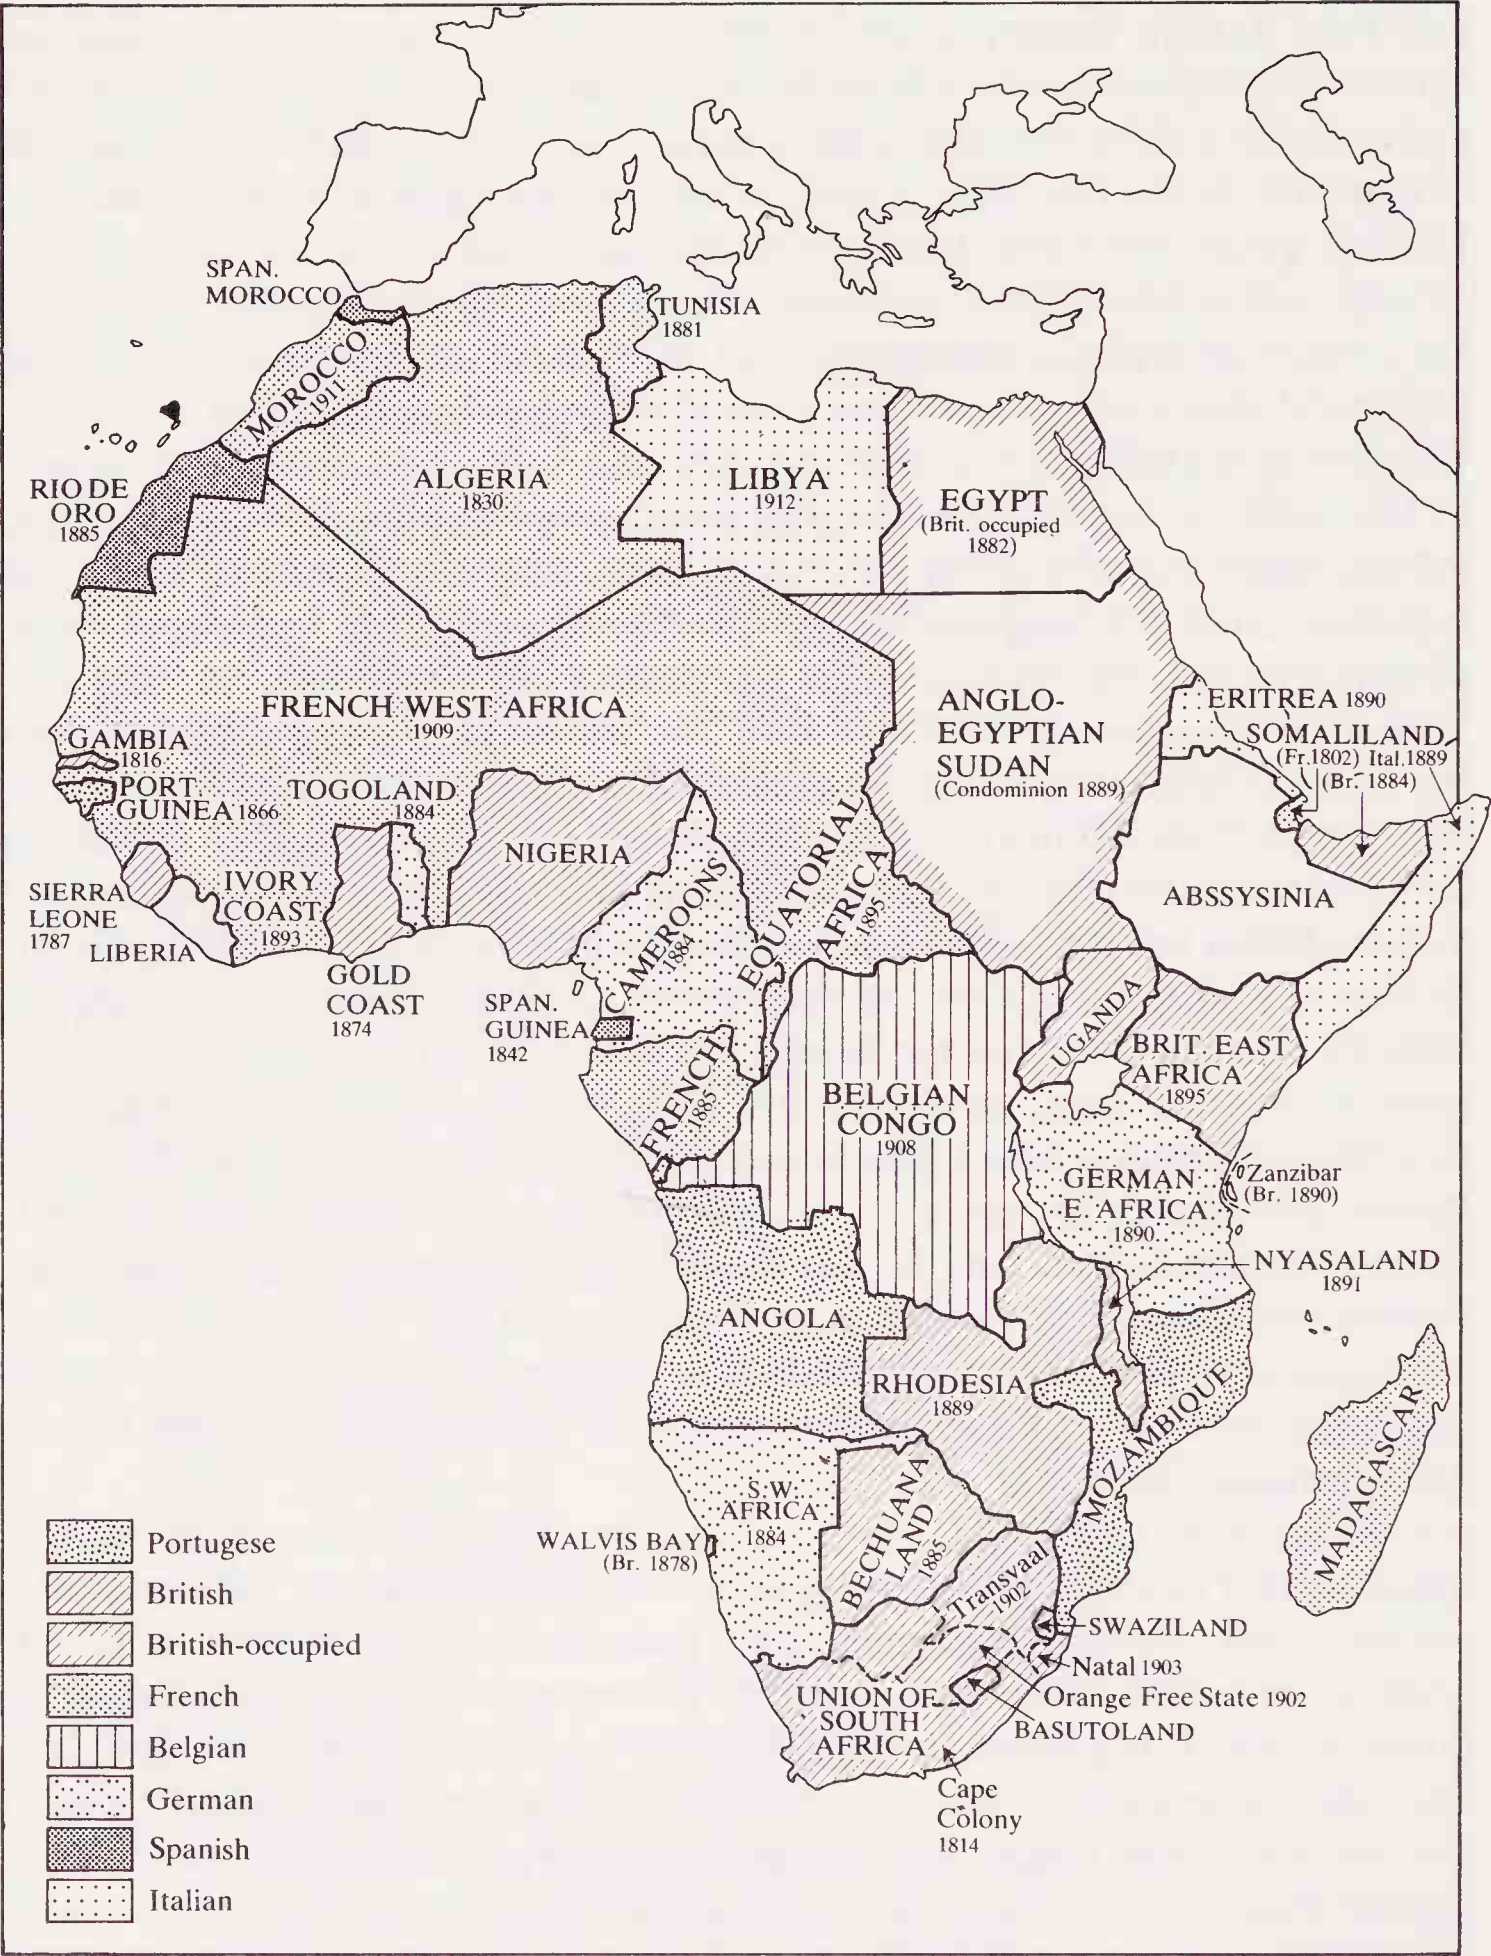 SPAN.
MOROCCO
TUNISIA
1881
MOROCCO
1911
ALGERIA
1830
LIBYA
1912
EGYPT
(Brit. occupied
1882)
RIO DE
ORO
1885
FRENCH WEST AFRICA
1909
ANGLO-
EGYPTIAN
SUDAN
(Condominion 1889)
ERITREA 1890
SOMALILAND
(Fr.1802) Ital.1889
(Br. 1884)
GAMBIA
1816
PORT.
GUINEA 1866
TOGOLAND
1884
NIGERIA
EQUATORIAL
AFRICA
1895
ABSSYSINIA
SIERRA
LEONE
1787
LIBERIA
IVORY
COAST
1893
GOLD
COAST
1874
SPAN.
GUINEA
1842
CAMEROONS
1884
FRENCH
1885
UGANDA
BRIT. EAST
AFRICA
1895
BELGIAN
CONGO
1908
GERMAN
E. AFRICA
1890
Zanzibar
(Br. 1890)
NYASALAND
1891
ANGOLA
RHODESIA
1889
MOZAMBIQUE
MADAGASCAR
S.W.
AFRICA
1884
WALVIS BAY
(Br. 1878)
BECHUANA
LAND
1885
Transvaal
1902
SWAZILAND
Natal 1903
Orange Free State 1902
BASUTOLAND
UNION OF
SOUTH
AFRICA
Cape
Colony
1814
Portugese
British
British-occupied
French
Belgian
German
Spanish
Italian